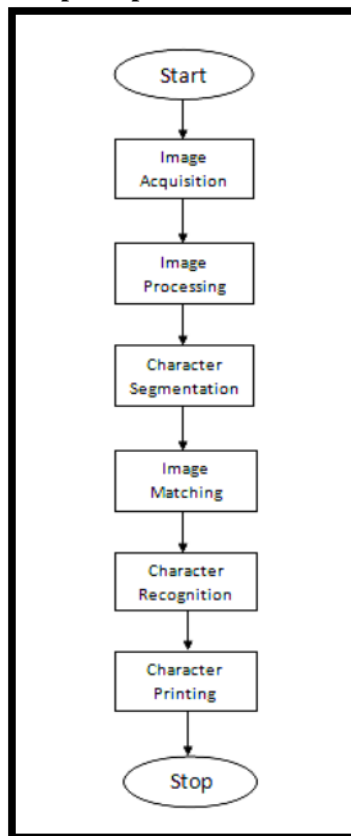 Start
Image
Acquisition
Image
Processing
Character
Segmentation
Image
Matching
Character
Recognition
Character
Printing
Stop